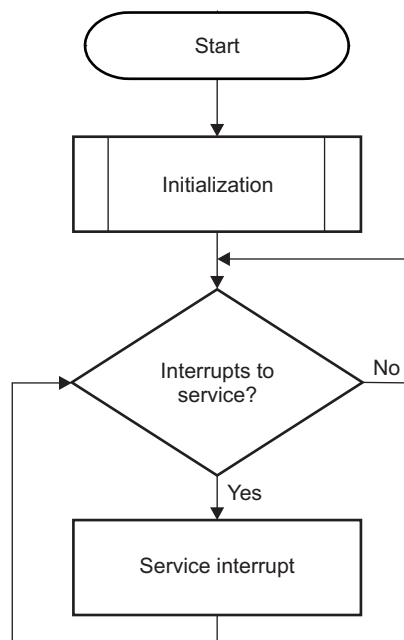 Start
Initialization
Interrupts to
service?
No
Yes
Service interrupt